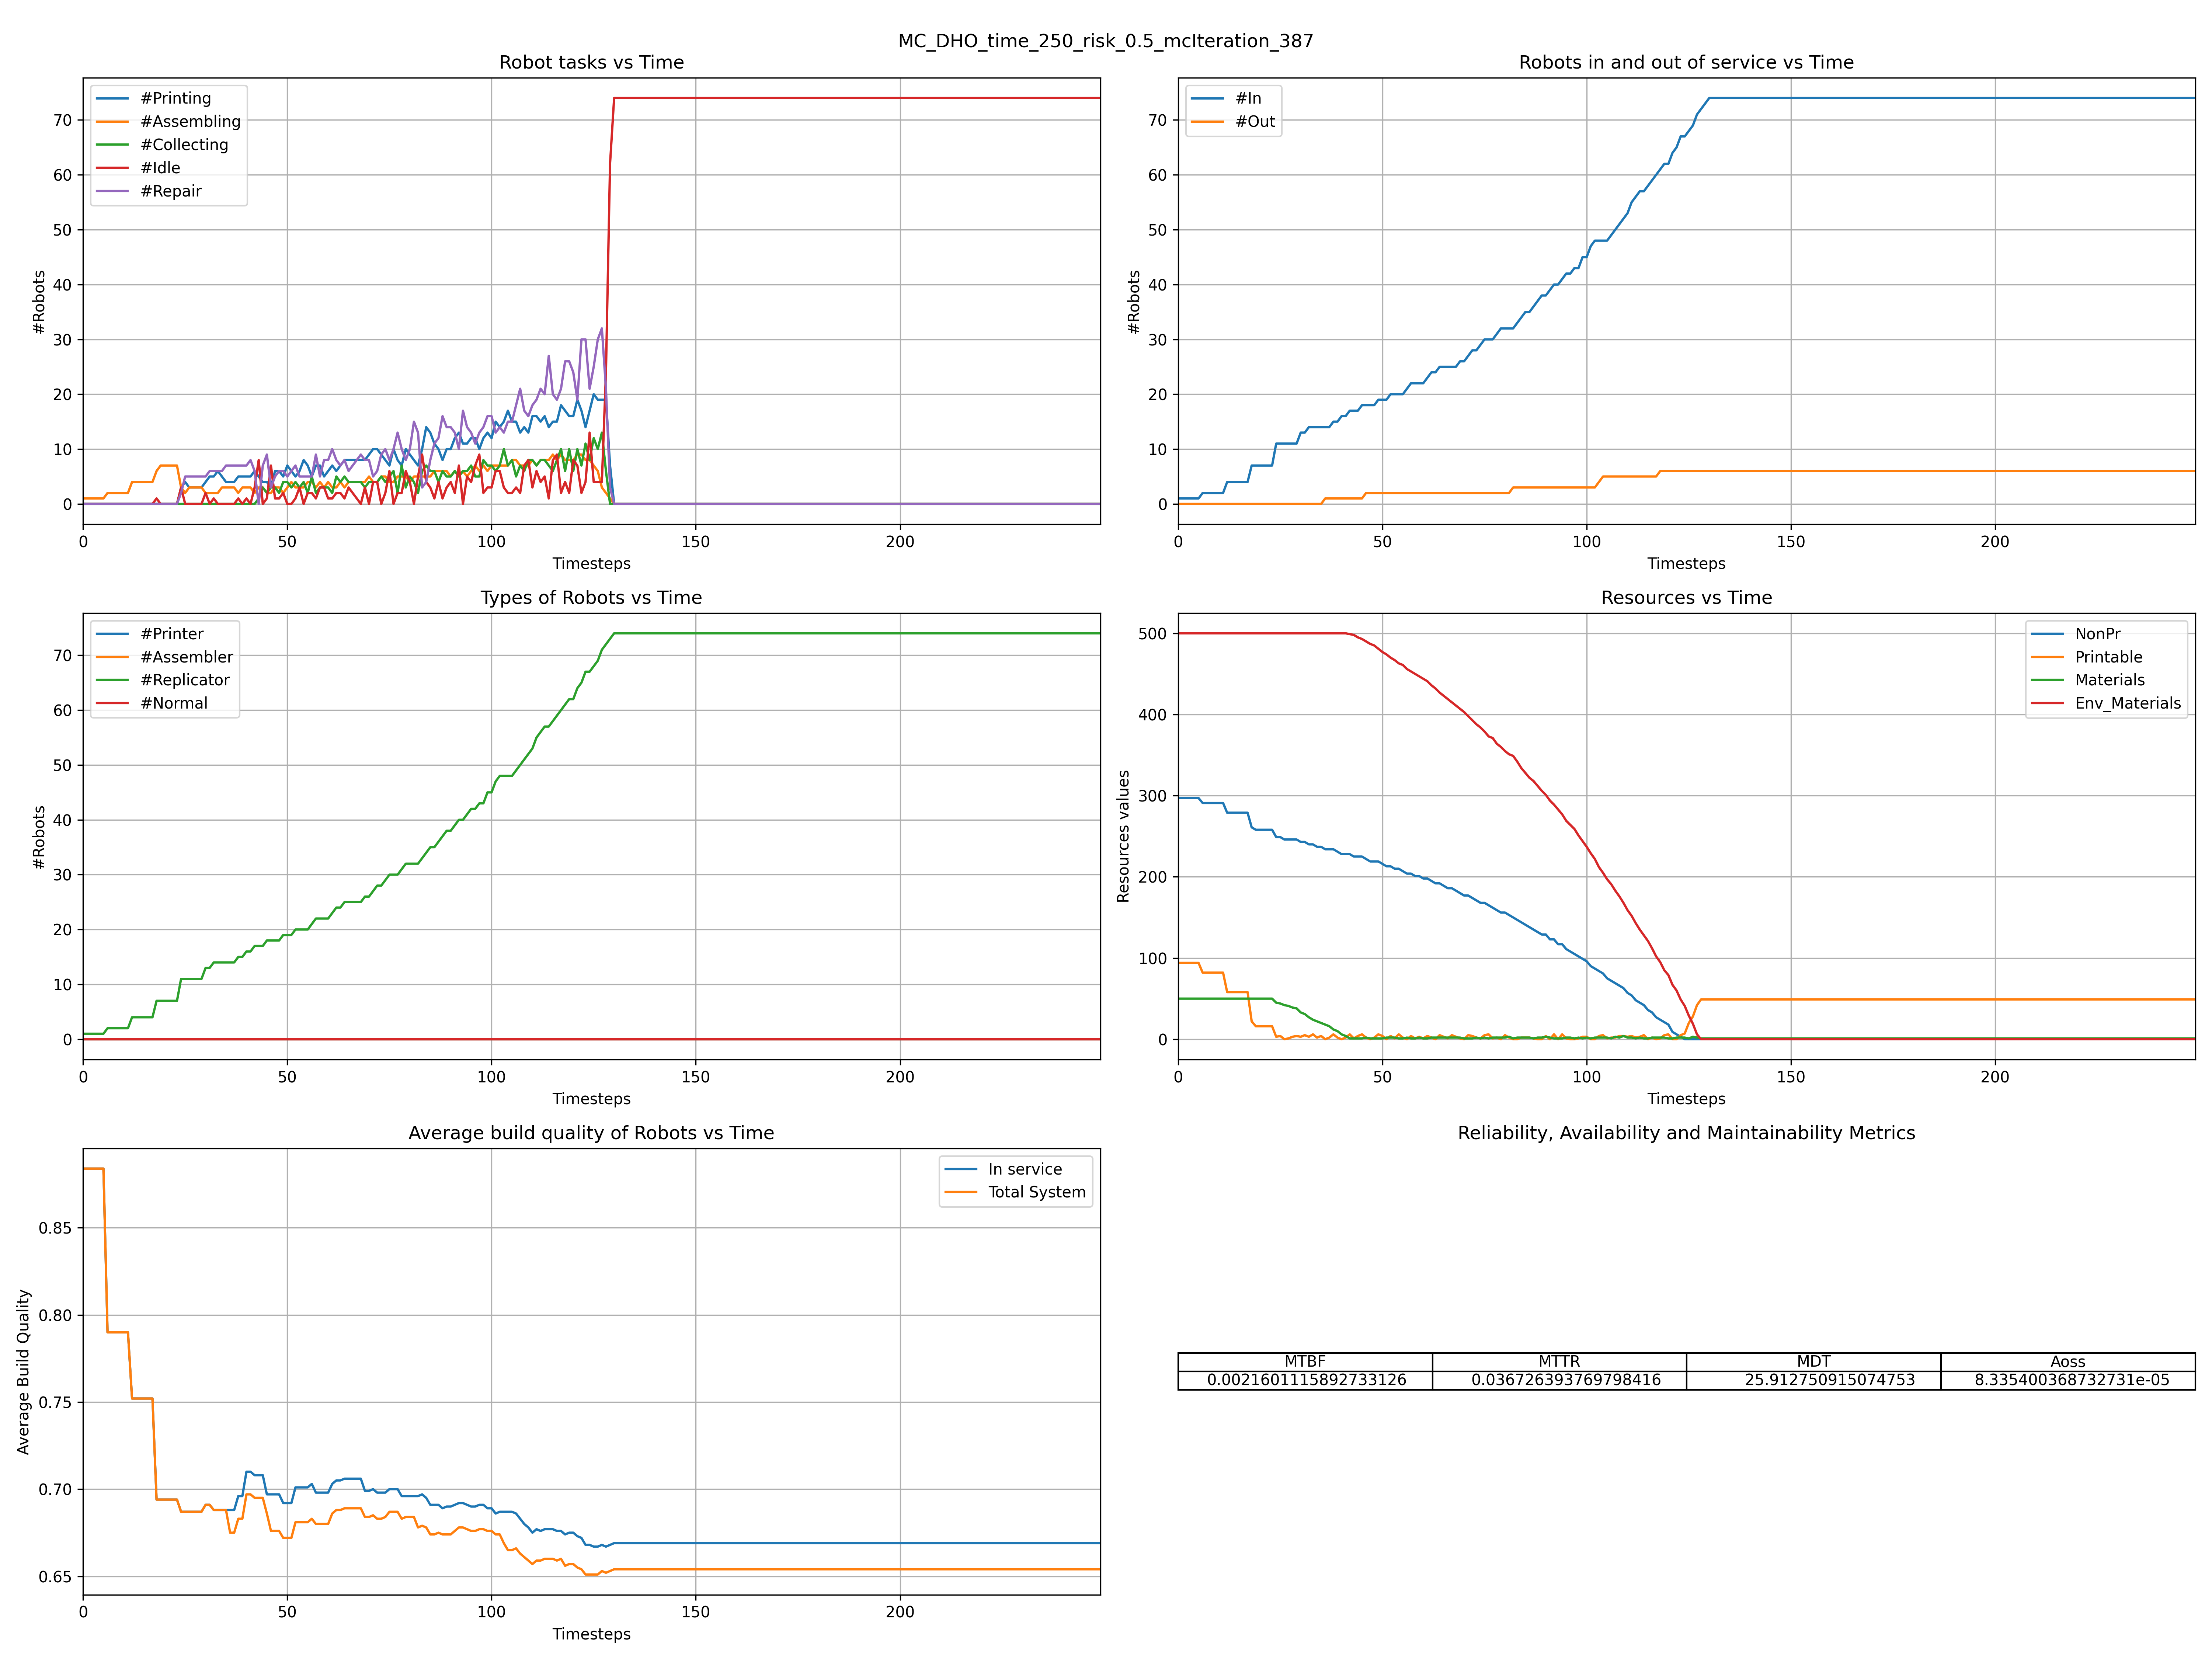 MC_DHO_time_250_risk_0.5_mcIteration_387
Robot tasks vs Time
#Printing
#Assembling
#Collecting
#Idle
#Repair
70
60
50
40
30
20
10
0
#Robots
0 50 100 150 200
Timesteps
Robots in and out of service vs Time
#In
#Out
70
60
50
40
30
20
10
0
#Robots
0 50 100 150 200
Timesteps
Types of Robots vs Time
#Printer
#Assembler
#Replicator
#Normal
70
60
50
40
30
20
10
0
#Robots
0 50 100 150 200
Timesteps
Resources vs Time
NonPr
Printable
Materials
Env_Materials
500
400
300
200
100
0
Resources values
0 50 100 150 200
Timesteps
Average build quality of Robots vs Time
In service
Total System
0.85
0.80
0.75
0.70
0.65
Average Build Quality
0 50 100 150 200
Timesteps
Reliability, Availability and Maintainability Metrics
MTBF MTTR MDT Aoss
0.0021601115892733126 0.036726393769798416 25.912750915074753 8.335400368732731e-05